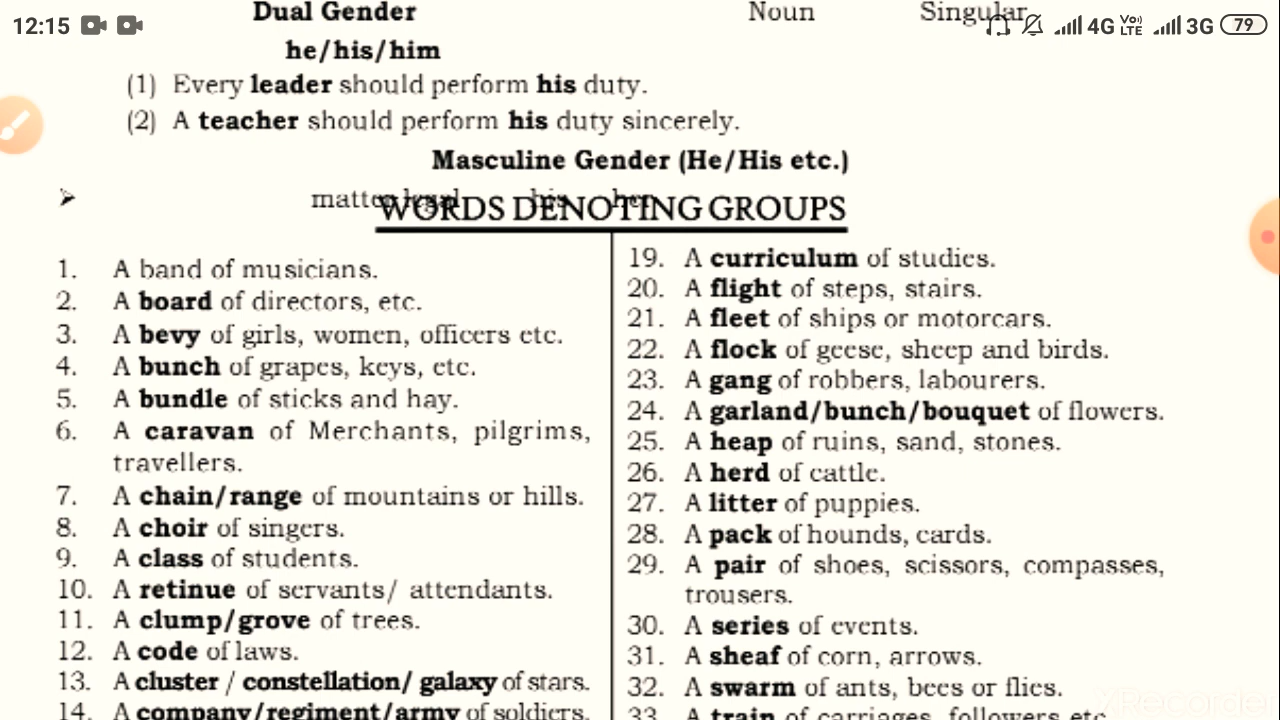 12:15 4G Vo) LTE 3G 79
Dual Gender Noun Singular
he/his/him
(1) Every leader should perform his duty.
(2) A teacher should perform his duty sincerely.
Masculine Gender (He/His etc.)
➢ matter legal his her
WORDS DENOTING GROUPS
1. A band of musicians.
2. A board of directors, etc.
3. A bevy of girls, women, officers etc.
4. A bunch of grapes, keys, etc.
5. A bundle of sticks and hay.
6. A caravan of Merchants, pilgrims,
travellers.
7. A chain/range of mountains or hills.
8. A choir of singers.
9. A class of students.
10. A retinue of servants/ attendants.
11. A clump/grove of trees.
12. A code of laws.
13. A cluster / constellation/ galaxy of stars.
14. A company/regiment/army of soldiers.
19. A curriculum of studies.
20. A flight of steps, stairs.
21. A fleet of ships or motorcars.
22. A flock of geese, sheep and birds.
23. A gang of robbers, labourers.
24. A garland/bunch/bouquet of flowers.
25. A heap of ruins, sand, stones.
26. A herd of cattle.
27. A litter of puppies.
28. A pack of hounds, cards.
29. A pair of shoes, scissors, compasses,
trousers.
30. A series of events.
31. A sheaf of corn, arrows.
32. A swarm of ants, bees or flies.
33. A train of carriages, followers etc.
XRecorder